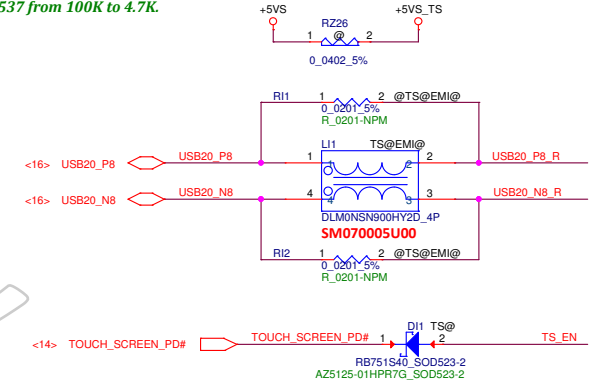 537 from 100K to 4.7K.
+5VS +5VS_TS
RZ26
1 @ 2
0_0402_5%
RI1 1 2 @TS@EMI@
0_0201_5%
R_0201-NPM
LI1 TS@EMI@
<16> USB20_P8 USB20_P8 1 2 USB20_P8_R
<16> USB20_N8 USB20_N8 4 3 USB20_N8_R
DLM0NSN900HY2D_4P
SM070005U00
RI2 1 2 @TS@EMI@
0_0201_5%
R_0201-NPM
DI1 TS@
<14> TOUCH_SCREEN_PD# TOUCH_SCREEN_PD# 1 2 TS_EN
RB751S40_SOD523-2
AZ5125-01HPR7G_SOD523-2